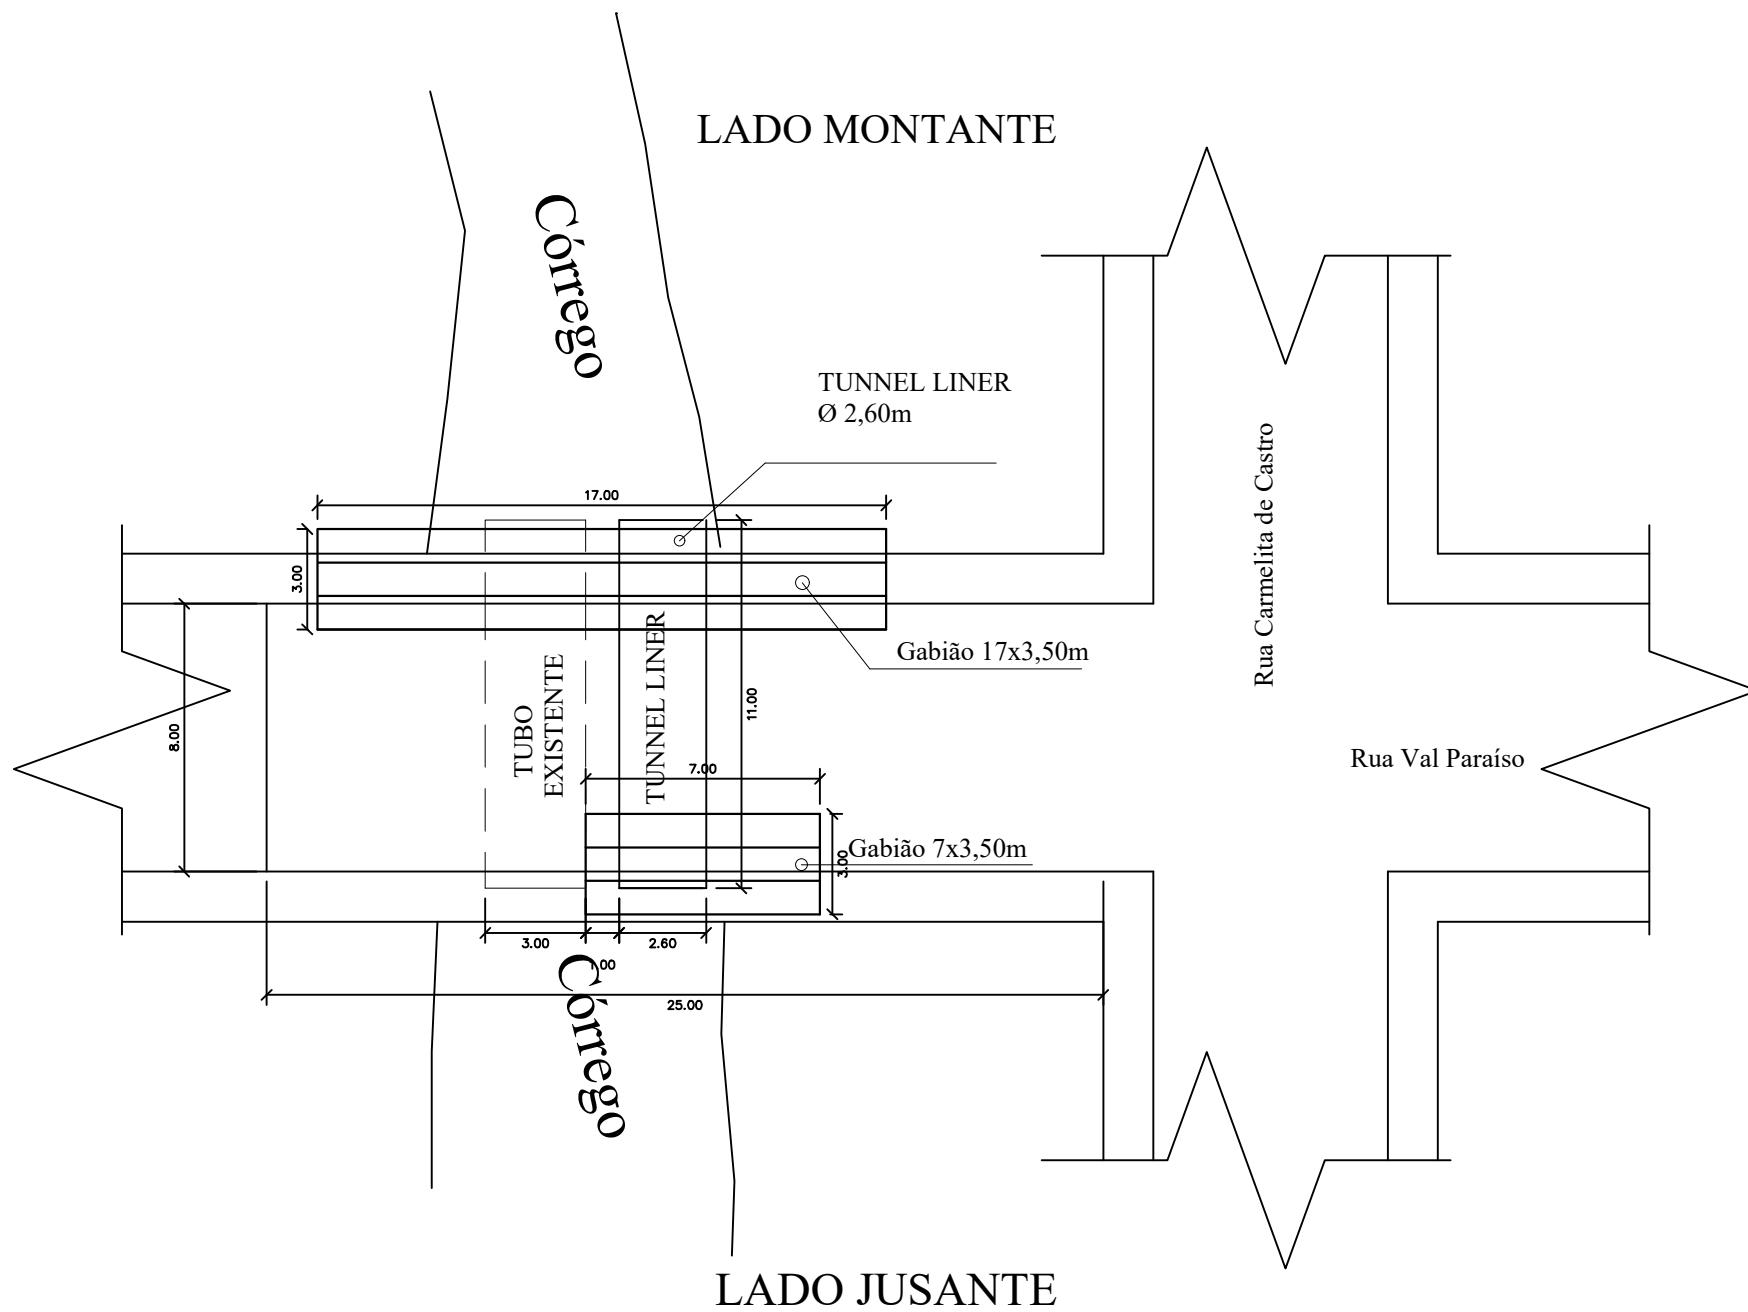 LADO MONTANTE
Córrego
TUNNEL LINER
Ø 2,60m
Rua Carmelita de Castro
17.00
3.00
Gabião 17x3,50m
TUNNEL LINER
TUBO
EXISTENTE
11.00
8.00
Rua Val Paraíso
7.00
Gabião 7x3,50m
3.00
3.00
2.60
1.00
Córrego
25.00
LADO JUSANTE